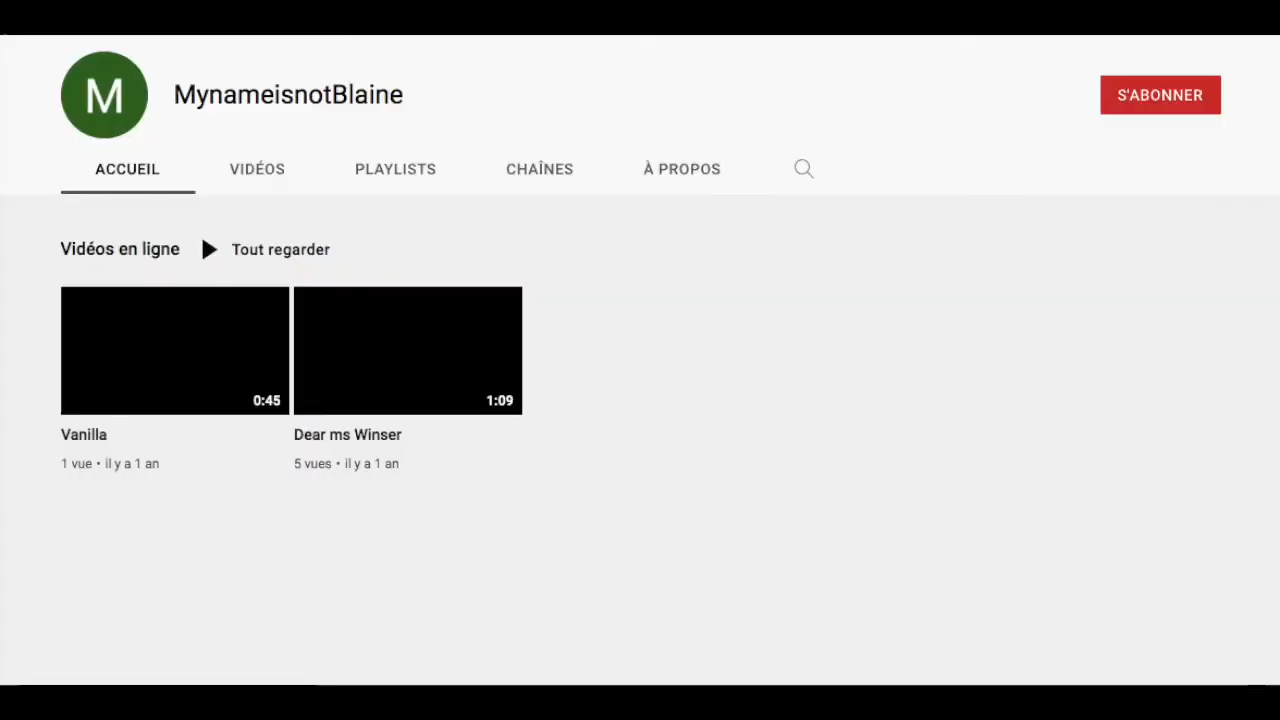 M
MynameisnotBlaine
S'ABONNER
ACCUEIL VIDÉOS PLAYLISTS CHAÎNES À PROPOS
Vidéos en ligne Tout regarder
0:45 1:09
Vanilla Dear ms Winser
1 vue • il y a 1 an 5 vues • il y a 1 an